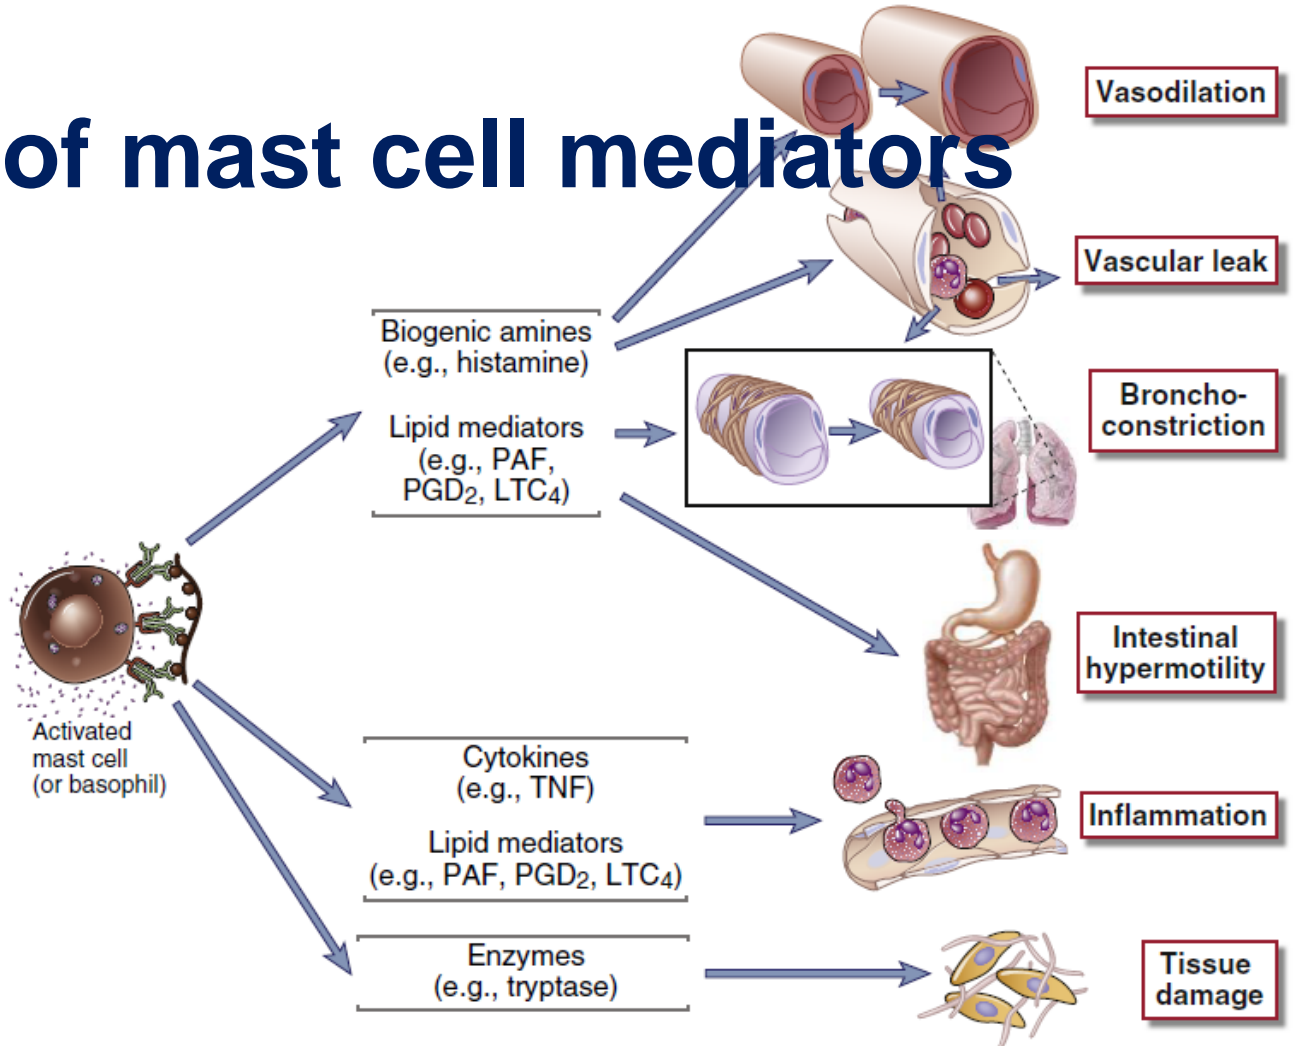 of mast cell mediators
Vasodilation
Vascular leak
Biogenic amines
(e.g., histamine)
Lipid mediators
(e.g., PAF,
PGD₂, LTC₄)
Broncho-
constriction
Intestinal
hypermotility
Activated
mast cell
(or basophil)
Cytokines
(e.g., TNF)
Lipid mediators
(e.g., PAF, PGD₂, LTC₄)
Inflammation
Enzymes
(e.g., tryptase)
Tissue
damage